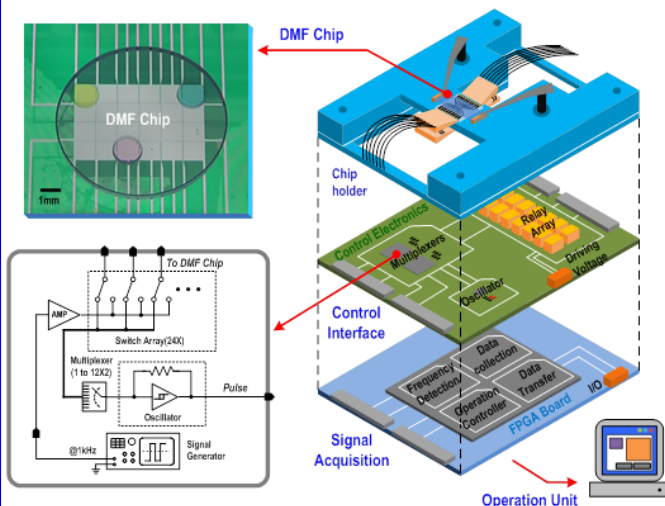 DMF Chip
DMF Chip
1mm
Chip
holder
Control Electronics
Relay
Array
Multiplexers
Driving
Voltage
Oscillator
To DMF Chip
AMP
Switch Array(24X)
Multiplexer
(1 to 12X2)
Pulse
Oscillator
@1kHz
Signal
Generator
Control
Interface
Data
collection
Frequency
Detection
Data
Transfer
Operation
Controller
I/O
FPGA Board
Signal
Acquisition
Operation Unit